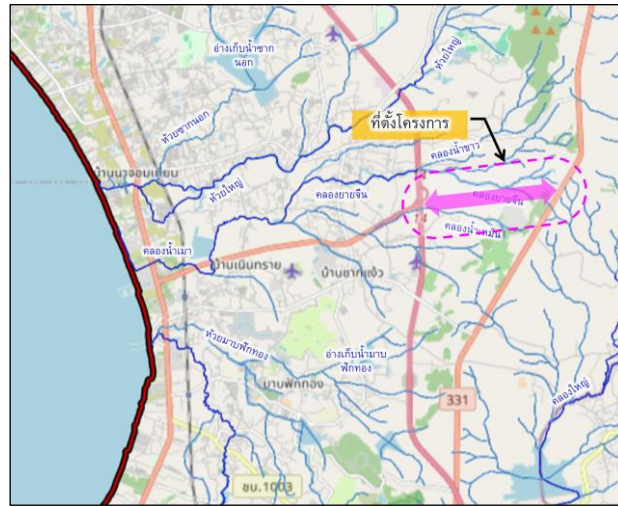 อ่างเก็บน้ำซาก
นอก
ห้วยใหญ่
ที่ตั้งโครงการ
ห้วยซากนอก
คลองน้ำขาว
บ้านนาจอมเทียน
ห้วยใหญ่
คลองยายจีน
คลองยายจีน
14
คลองน้ำเมา
บ้านเนินทราย
บ้านชากแง้ว
ห้วยมาบฟักทอง
อ่างเก็บน้ำมาบ
ฟักทอง
มาบฟักทอง
คลองใหญ่
331
ชบ.1003